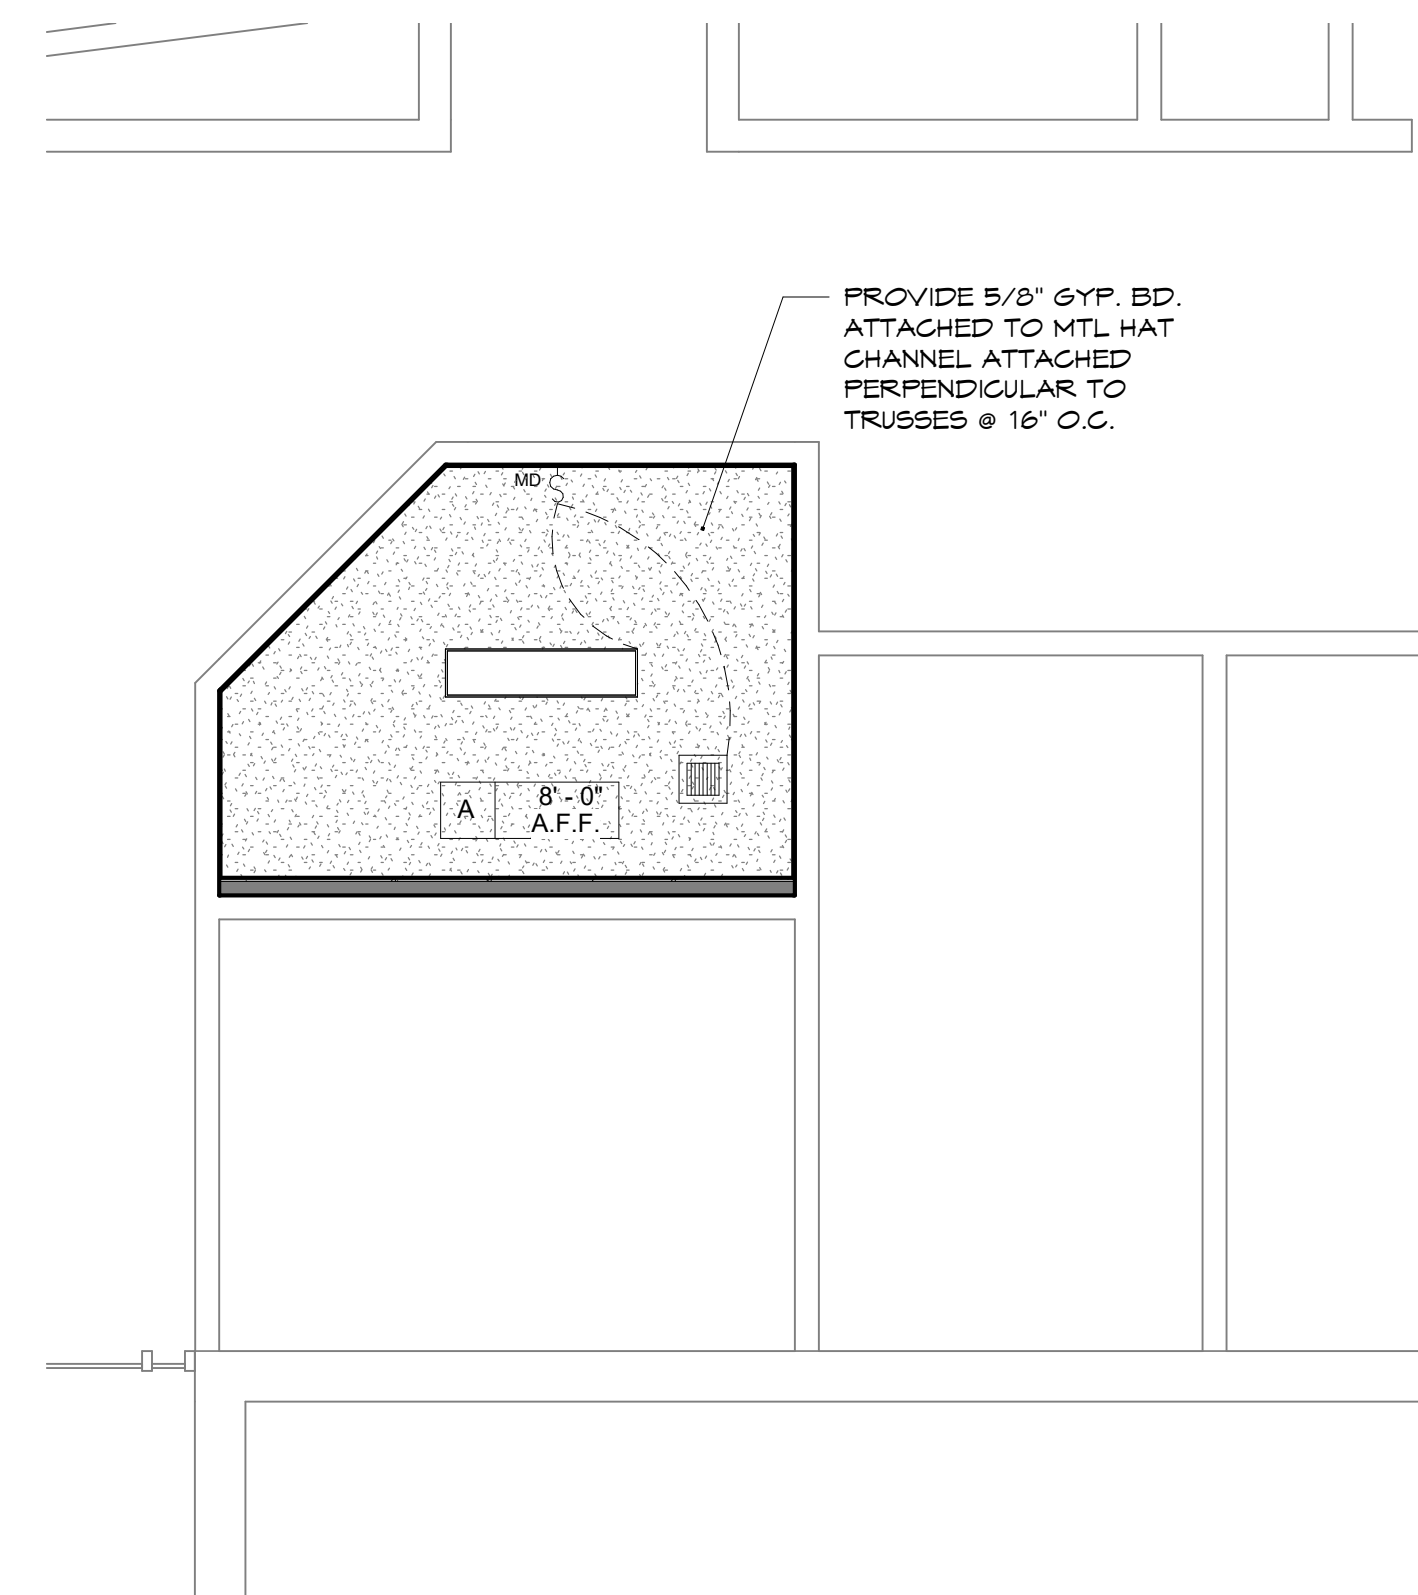 PROVIDE 5/8" GYP. BD.
ATTACHED TO MTL HAT
CHANNEL ATTACHED
PERPENDICULAR TO
TRUSSES @ 16" O.C.
MD S
A
8' - 0"
A.F.F.